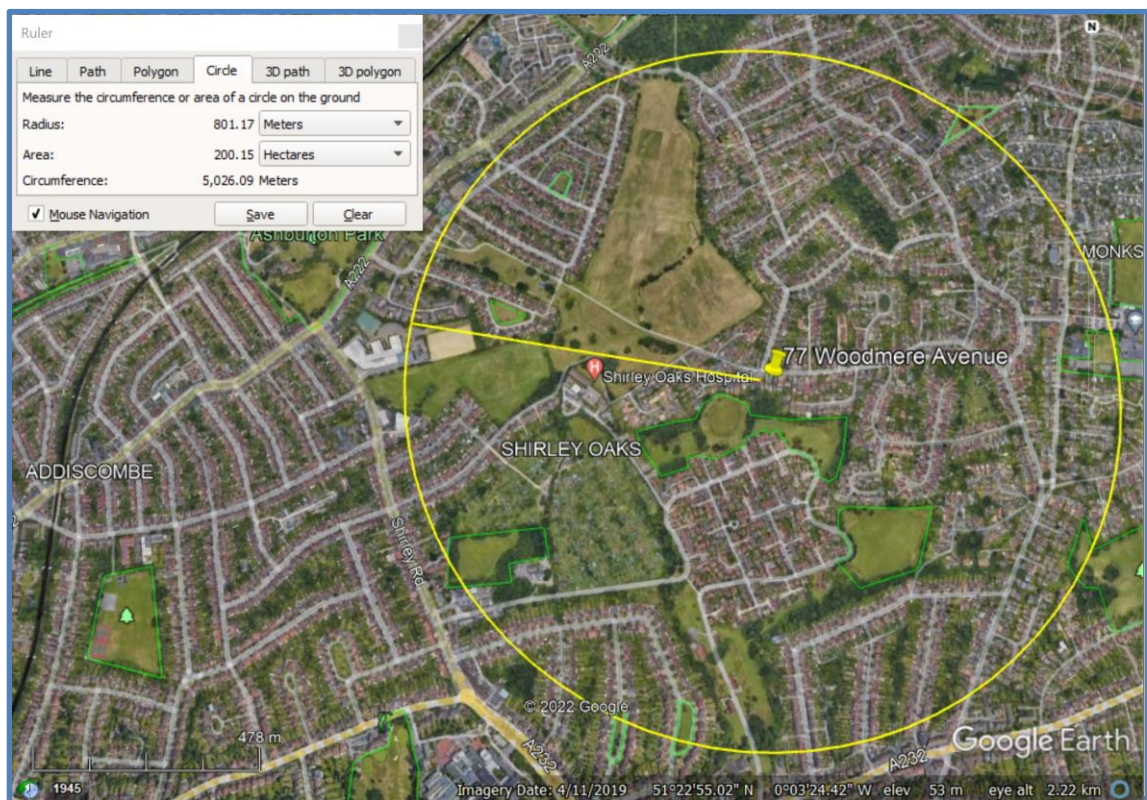 Ruler
Line Path Polygon Circle 3D path 3D polygon
Measure the circumference or area of a circle on the ground
Radius: 801.17 Meters
Area: 200.15 Hectares
Circumference: 5,026.09 Meters
Mouse Navigation Save Clear
N
A222
Ashburton Park
A222
MONKS
77 Woodmere Avenue
H Shirley Oaks Hospital
SHIRLEY OAKS
ADDISCOMBE
Shirley Rd
© 2022 Google
478 m
A232
A232
Google Earth
1945
Imagery Date: 4/11/2019 51°22'55.02" N 0°03'24.42" W elev 53 m eye alt 2.22 km